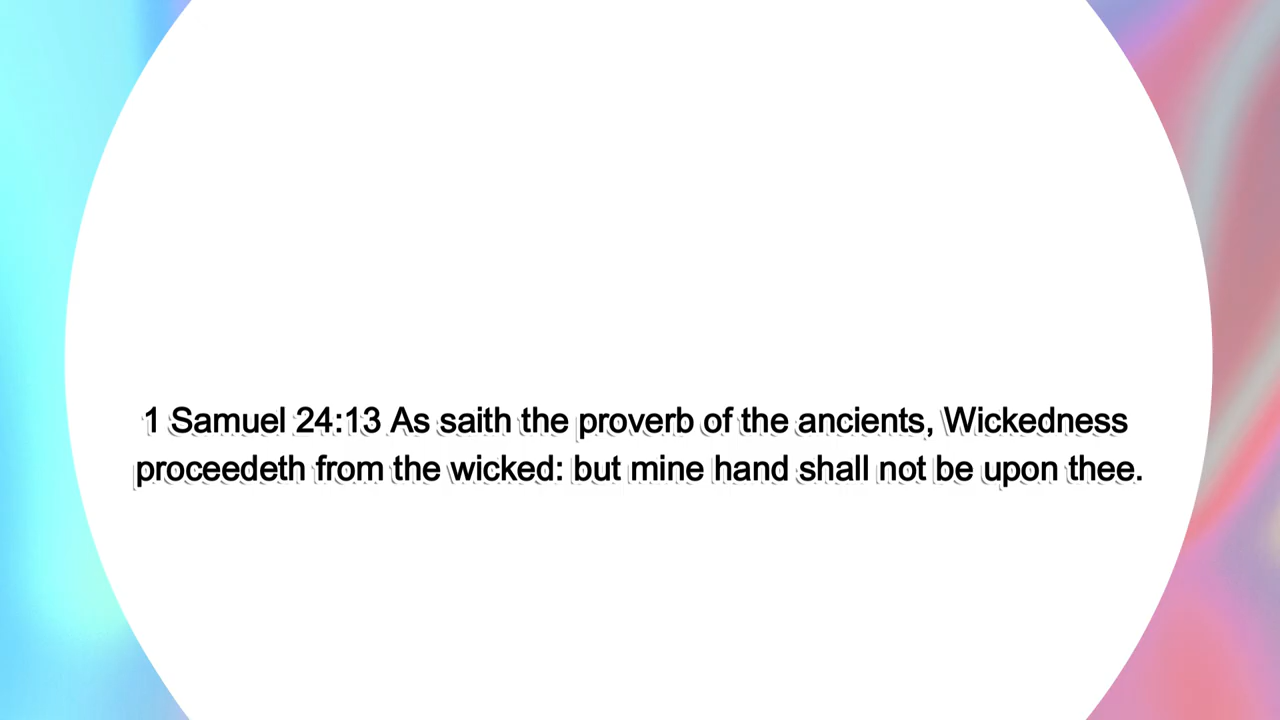 1 Samuel 24:13 As saith the proverb of the ancients, Wickedness
proceedeth from the wicked: but mine hand shall not be upon thee.